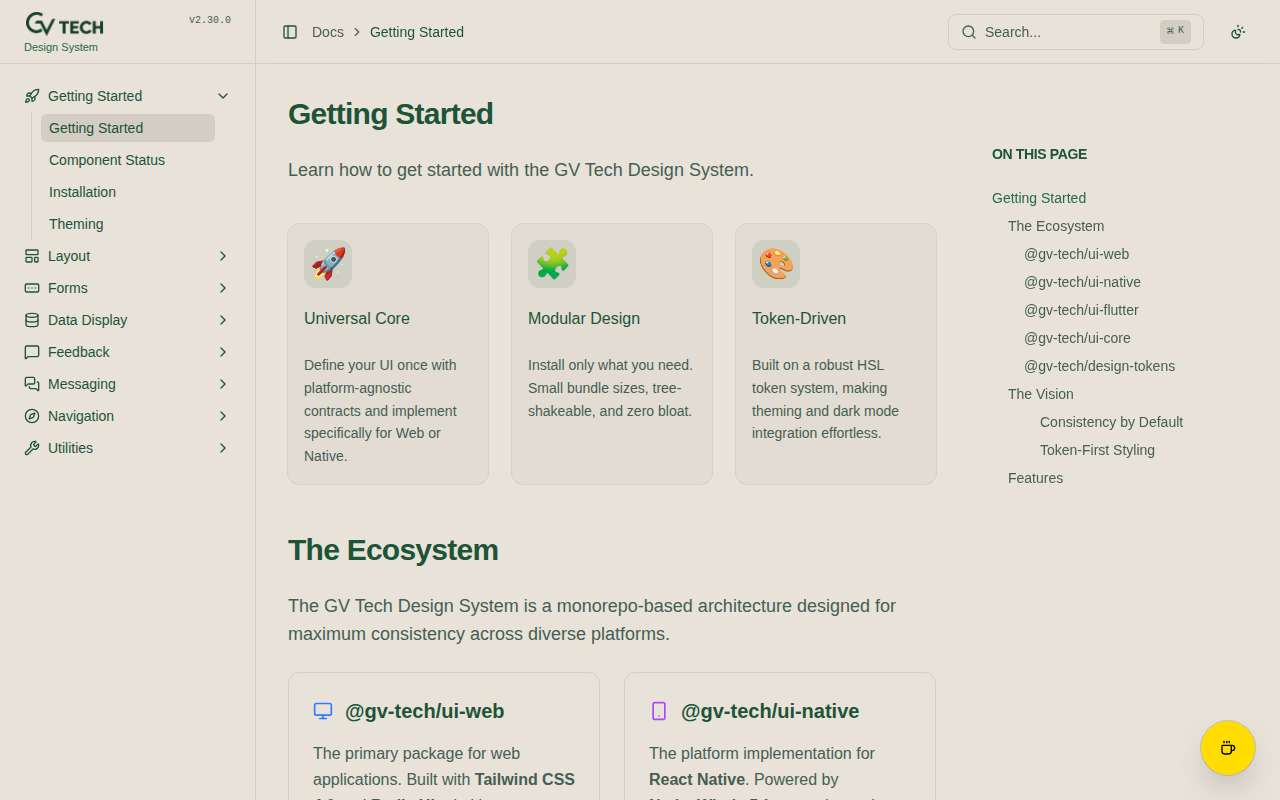 GV TECH
Design System
v2.30.0
Docs
Getting Started
Search...
⌘ K
Getting Started
Getting Started
Component Status
Installation
Theming
Layout
Forms
Data Display
Feedback
Messaging
Navigation
Utilities
Getting Started
Learn how to get started with the GV Tech Design System.
Universal Core
Define your UI once with
platform-agnostic
contracts and implement
specifically for Web or
Native.
Modular Design
Install only what you need.
Small bundle sizes, tree-
shakeable, and zero bloat.
Token-Driven
Built on a robust HSL
token system, making
theming and dark mode
integration effortless.
The Ecosystem
The GV Tech Design System is a monorepo-based architecture designed for
maximum consistency across diverse platforms.
@gv-tech/ui-web
The primary package for web
applications. Built with Tailwind CSS
@gv-tech/ui-native
The platform implementation for
React Native. Powered by
ON THIS PAGE
Getting Started
The Ecosystem
@gv-tech/ui-web
@gv-tech/ui-native
@gv-tech/ui-flutter
@gv-tech/ui-core
@gv-tech/design-tokens
The Vision
Consistency by Default
Token-First Styling
Features